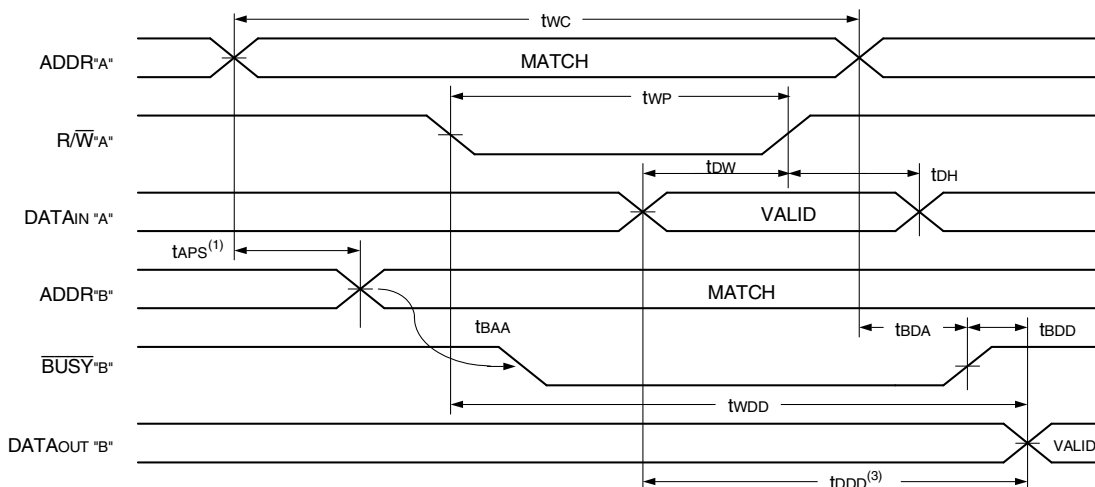 tWC
ADDR"A"
MATCH
tWP
R/W̅"A"
tDW
tDH
DATAIN "A"
VALID
tAPS(1)
ADDR"B"
MATCH
tBAA
tBDA
tBDD
B̅U̅S̅Y̅"B"
tWDD
DATAOUT "B"
VALID
tDDD(3)